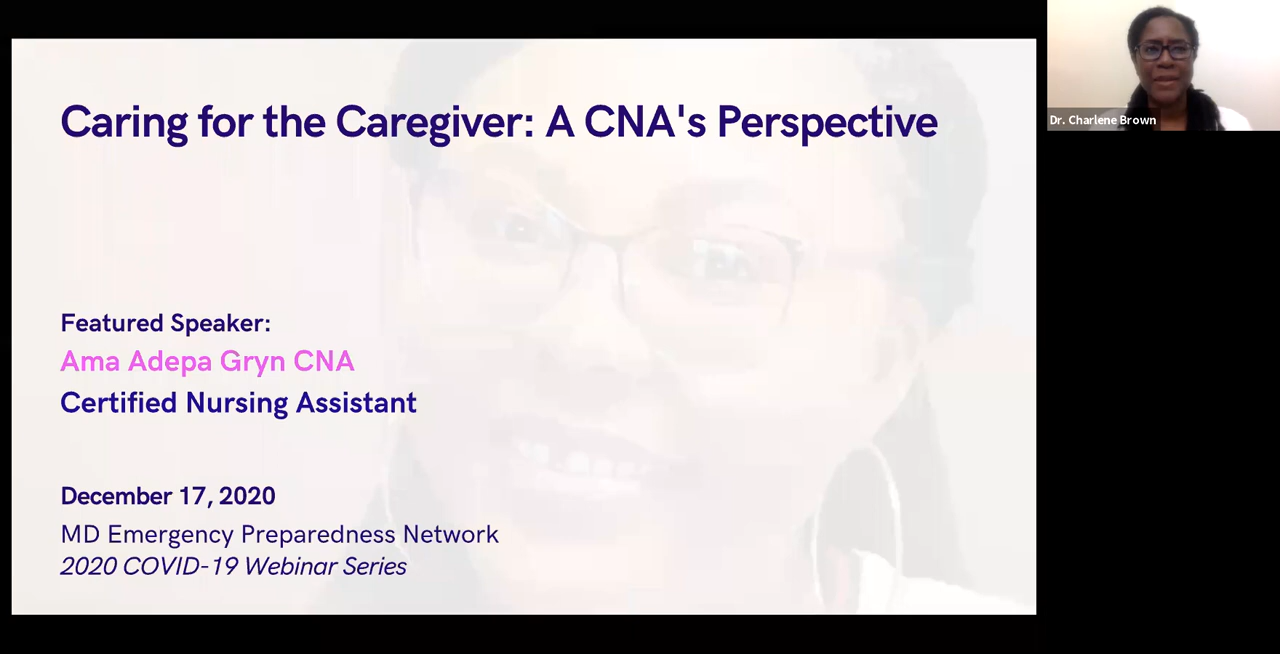 Caring for the Caregiver: A CNA's Perspective
Featured Speaker:
Ama Adepa Gryn CNA
Certified Nursing Assistant
December 17, 2020
MD Emergency Preparedness Network
2020 COVID-19 Webinar Series
Dr. Charlene Brown